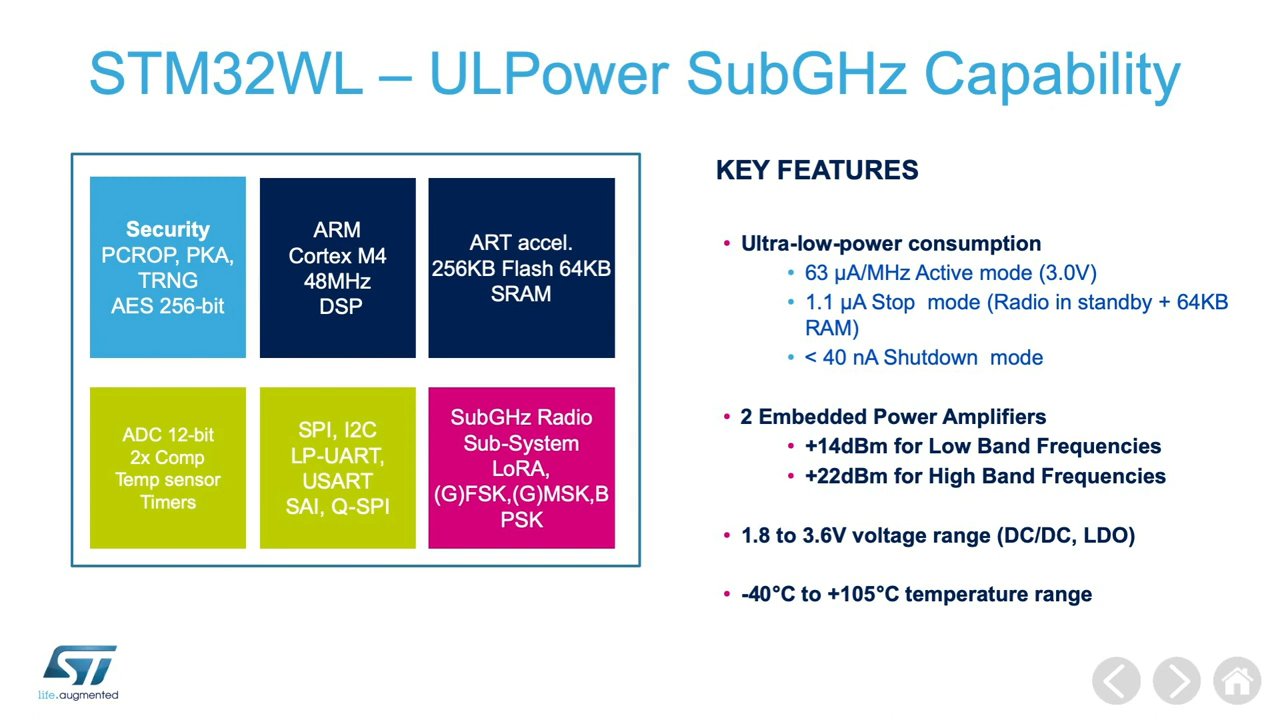 STM32WL – ULPower SubGHz Capability
Security
PCROP, PKA,
TRNG
AES 256-bit
ARM
Cortex M4
48MHz
DSP
ART accel.
256KB Flash 64KB
SRAM
ADC 12-bit
2x Comp
Temp sensor
Timers
SPI, I2C
LP-UART,
USART
SAI, Q-SPI
SubGHz Radio
Sub-System
LoRA,
(G)FSK,(G)MSK,B
PSK
KEY FEATURES
• Ultra-low-power consumption
• 63 µA/MHz Active mode (3.0V)
• 1.1 µA Stop mode (Radio in standby + 64KB
RAM)
• < 40 nA Shutdown mode
• 2 Embedded Power Amplifiers
• +14dBm for Low Band Frequencies
• +22dBm for High Band Frequencies
• 1.8 to 3.6V voltage range (DC/DC, LDO)
• -40°C to +105°C temperature range
ST
life.augmented